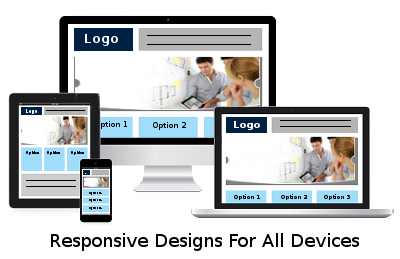 Logo
Option 1 Option 2
Logo
Option Option Option
Logo
Option 1 Option 2 Option 3
Responsive Designs For All Devices